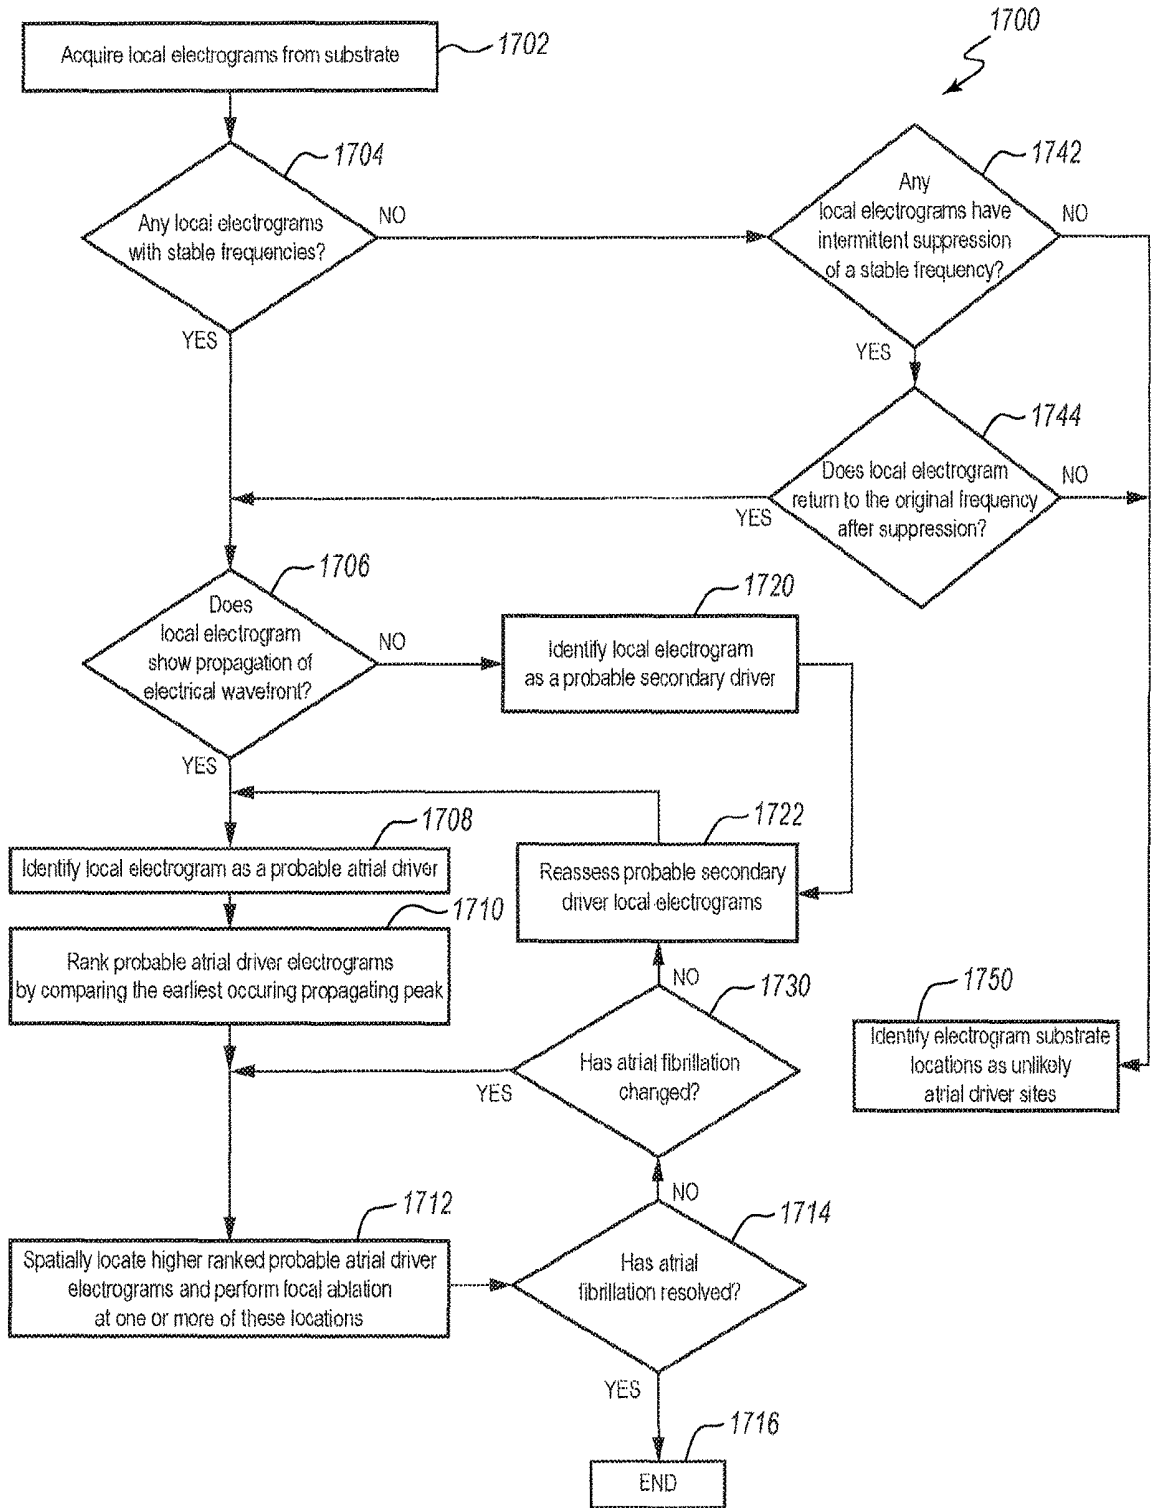 1700
Acquire local electrograms from substrate
1702
1704
Any local electrograms
with stable frequencies?
NO
YES
1742
Any
local electrograms have
intermittent suppression
of a stable frequency?
NO
YES
1744
Does local electrogram
return to the original frequency
after suppression?
NO
YES
1706
Does
local electrogram
show propagation of
electrical wavefront?
NO
YES
1720
Identify local electrogram
as a probable secondary driver
1708
Identify local electrogram as a probable atrial driver
1722
Reassess probable secondary
driver local electrograms
1710
Rank probable atrial driver electrograms
by comparing the earliest occuring propagating peak
NO
1730
Has atrial fibrillation
changed?
YES
1750
Identify electrogram substrate
locations as unlikely
atrial driver sites
1712
Spatially locate higher ranked probable atrial driver
electrograms and perform local ablation
at one or more of these locations
NO
1714
Has atrial
fibrillation resolved?
YES
1716
END